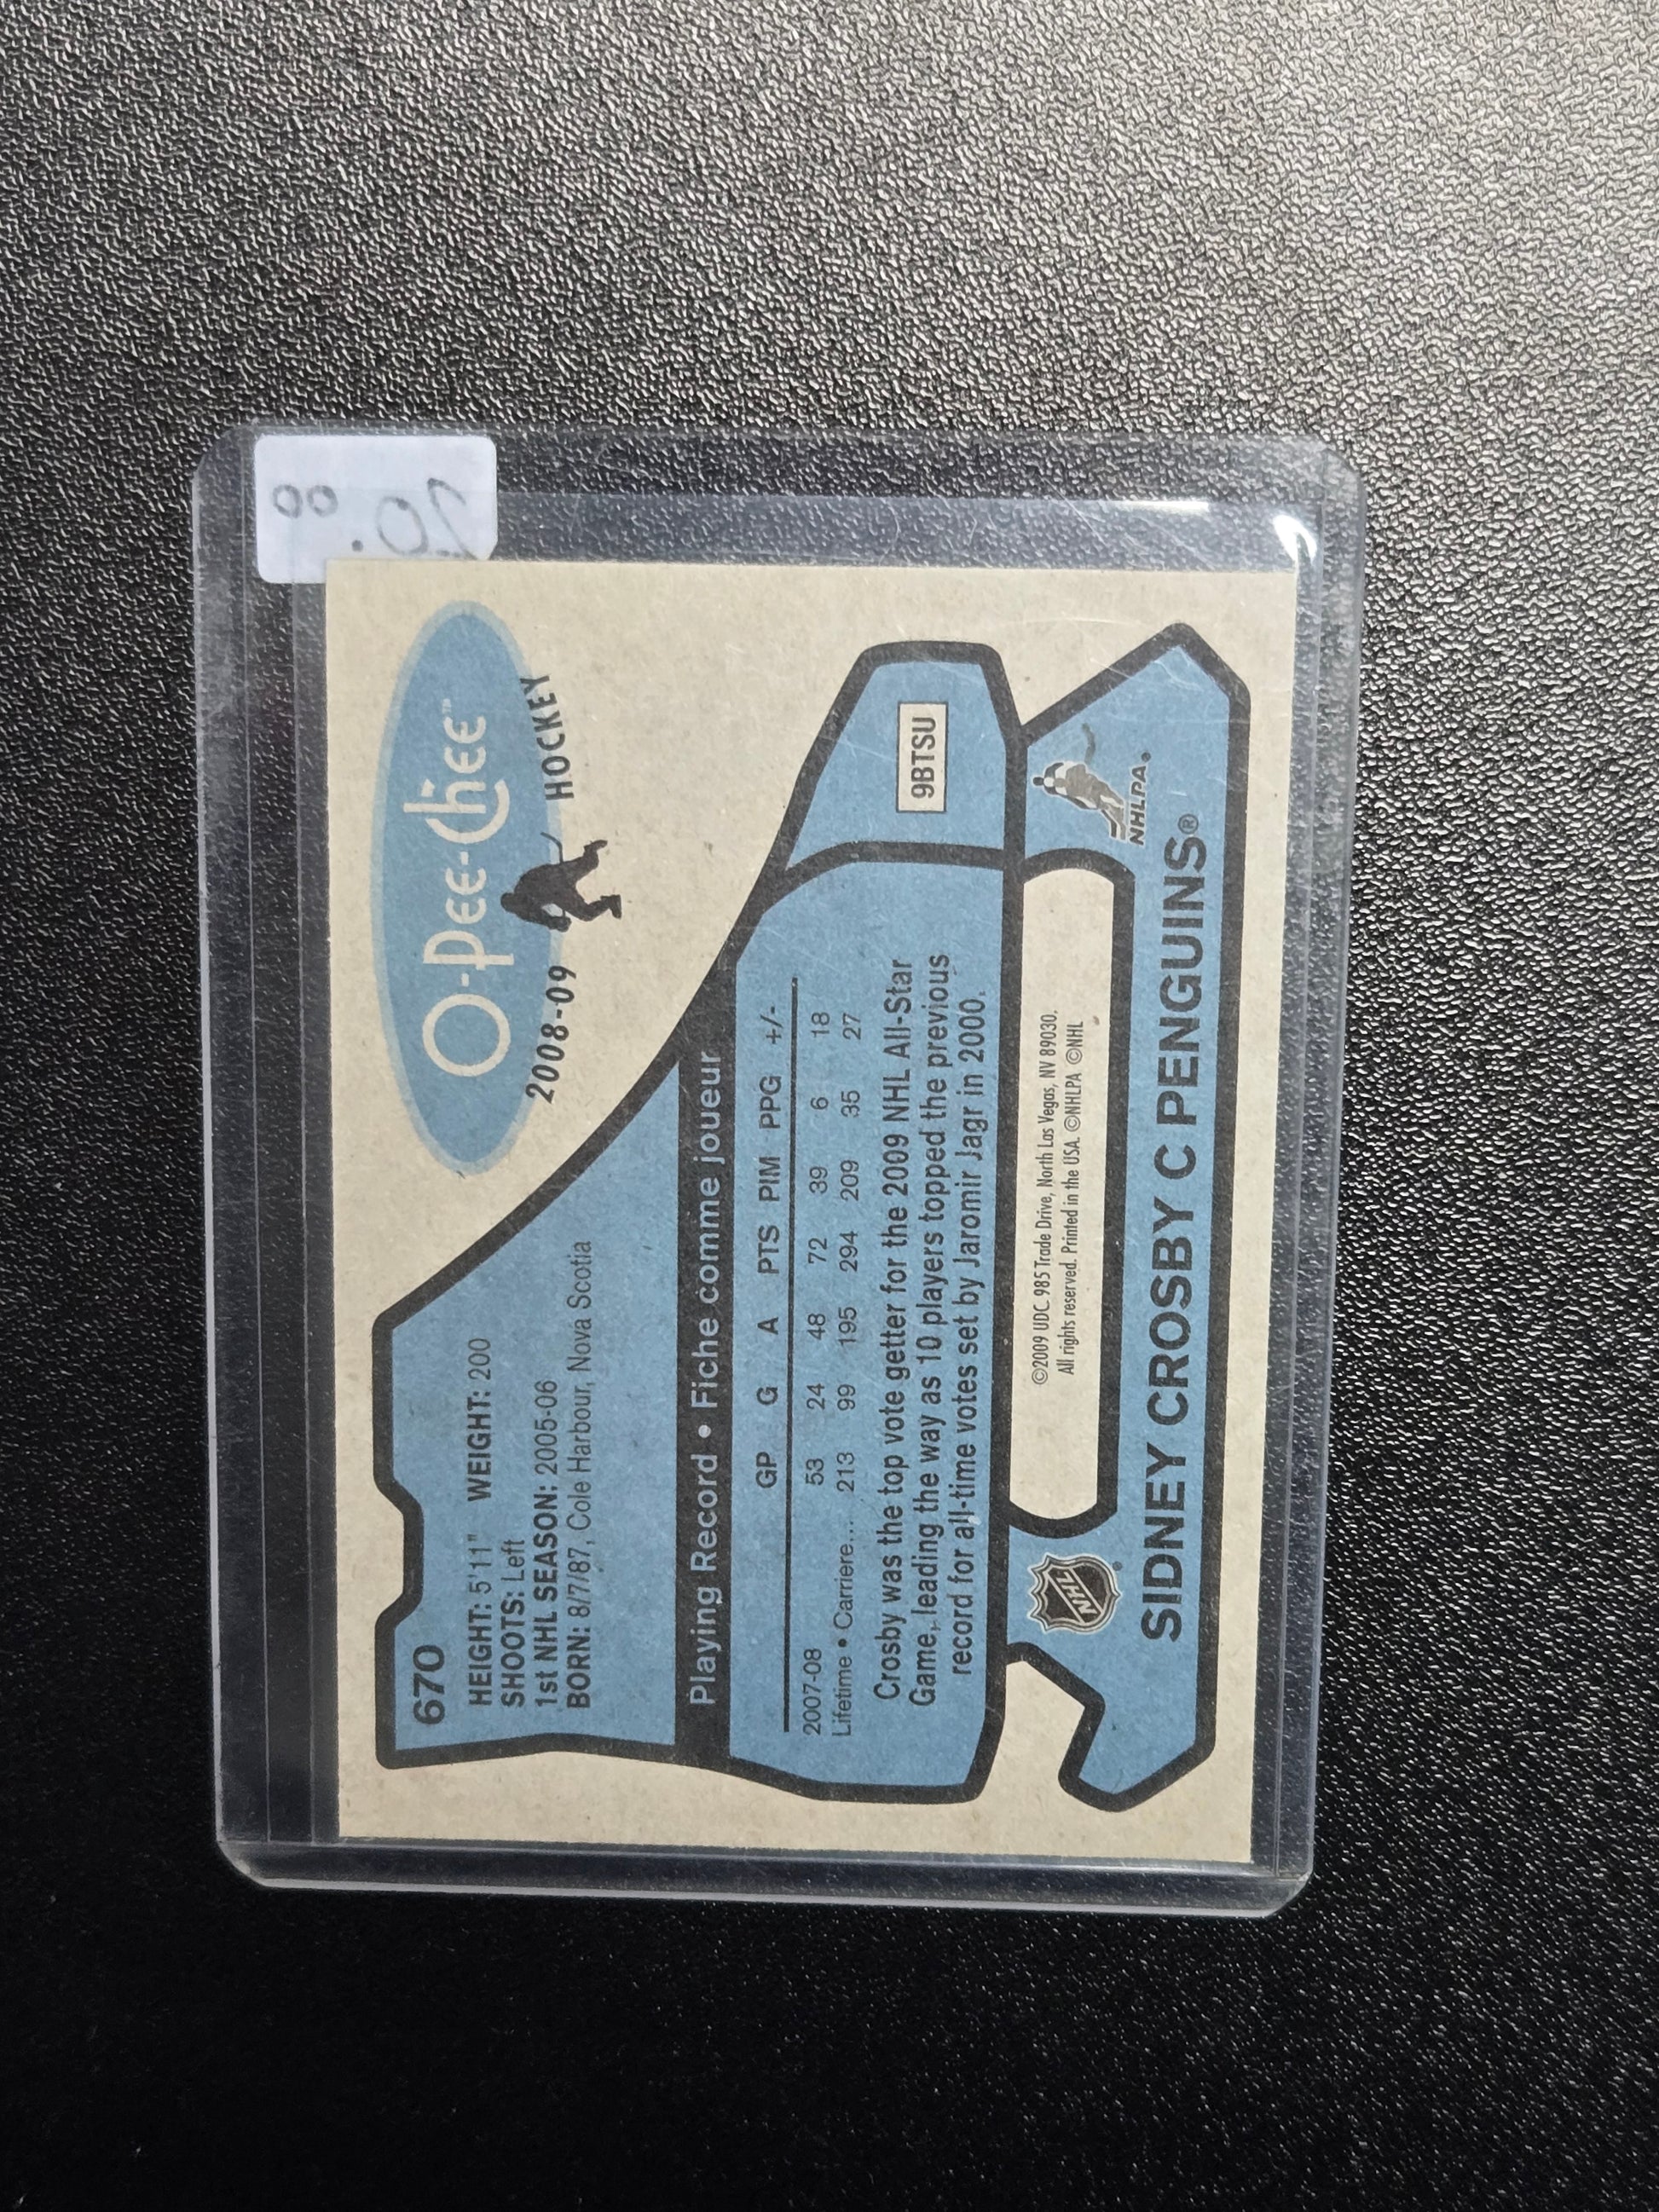 O-Pee-Chee™
2008-09 HOCKEY
670
HEIGHT: 5'11" WEIGHT: 200
SHOOTS: Left
1st NHL SEASON: 2005-06
BORN: 8/7/87, Cole Harbour, Nova Scotia
Playing Record • Fiche comme joueur
GP G A PTS PIM PPG +/-
2007-08 53 24 48 72 39 6 18
Lifetime • Carriere.... 213 99 195 294 209 35 27
Crosby was the top vote getter for the 2009 NHL All-Star
Game, leading the way as 10 players topped the previous
record for all-time votes set by Jaromir Jagr in 2000.
9BTSU
©2009 UDC. 985 Trade Drive, North Las Vegas, NV 89030.
All rights reserved. Printed in the USA. ©NHLPA ©NHL
NHL
NHLPA®
SIDNEY CROSBY C PENGUINS®